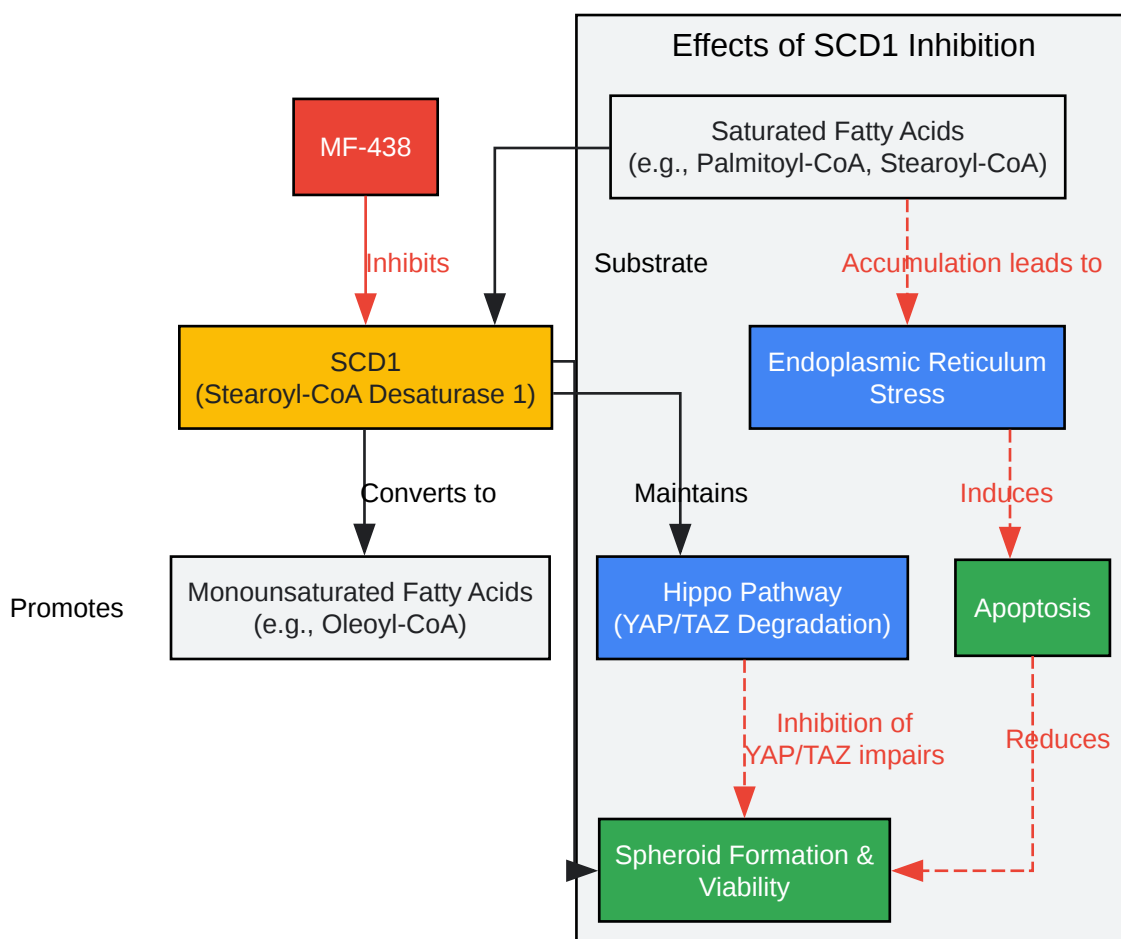 Effects of SCD1 Inhibition
MF-438
Saturated Fatty Acids
(e.g., Palmitoyl-CoA, Stearoyl-CoA)
Inhibits
Substrate
Accumulation leads to
SCD1
(Stearoyl-CoA Desaturase 1)
Endoplasmic Reticulum
Stress
Converts to
Maintains
Induces
Promotes
Monounsaturated Fatty Acids
(e.g., Oleoyl-CoA)
Hippo Pathway
(YAP/TAZ Degradation)
Apoptosis
Inhibition of
YAP/TAZ impairs
Reduces
Spheroid Formation &
Viability